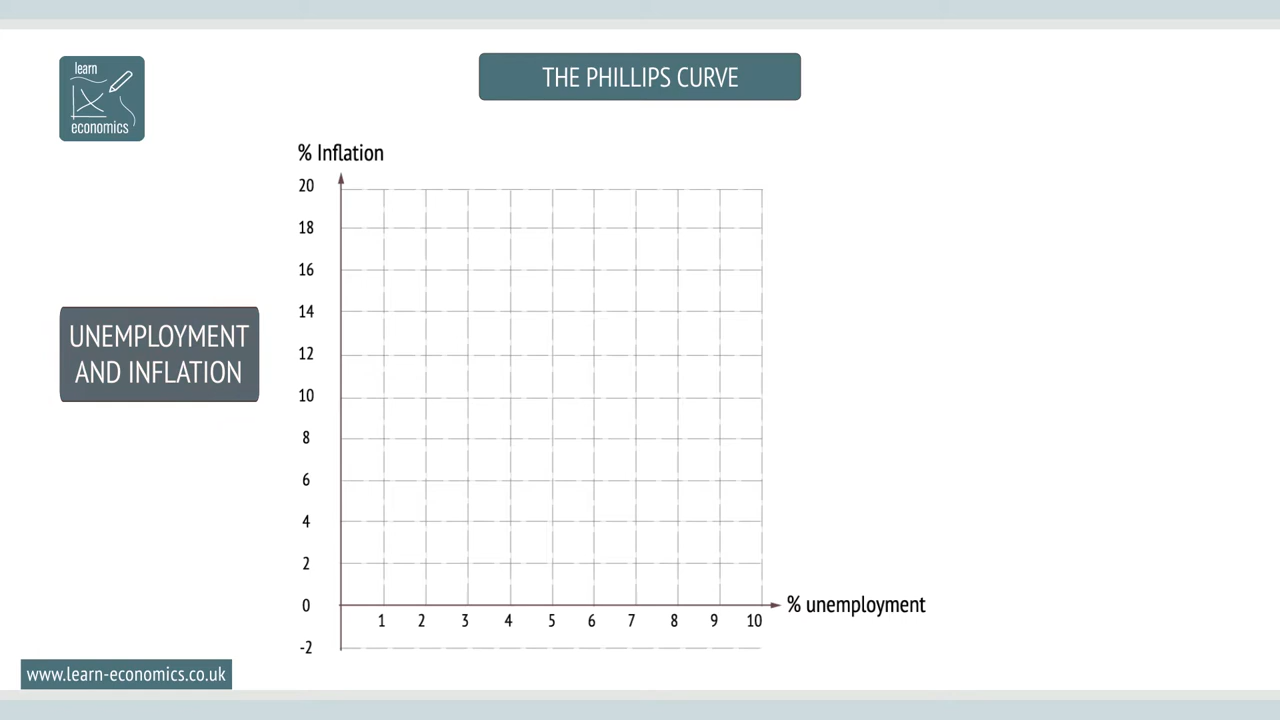 learn
economics
THE PHILLIPS CURVE
% Inflation
20
18
16
14
12
10
8
6
4
2
0
-2
UNEMPLOYMENT
AND INFLATION
% unemployment
1 2 3 4 5 6 7 8 9 10
www.learn-economics.co.uk